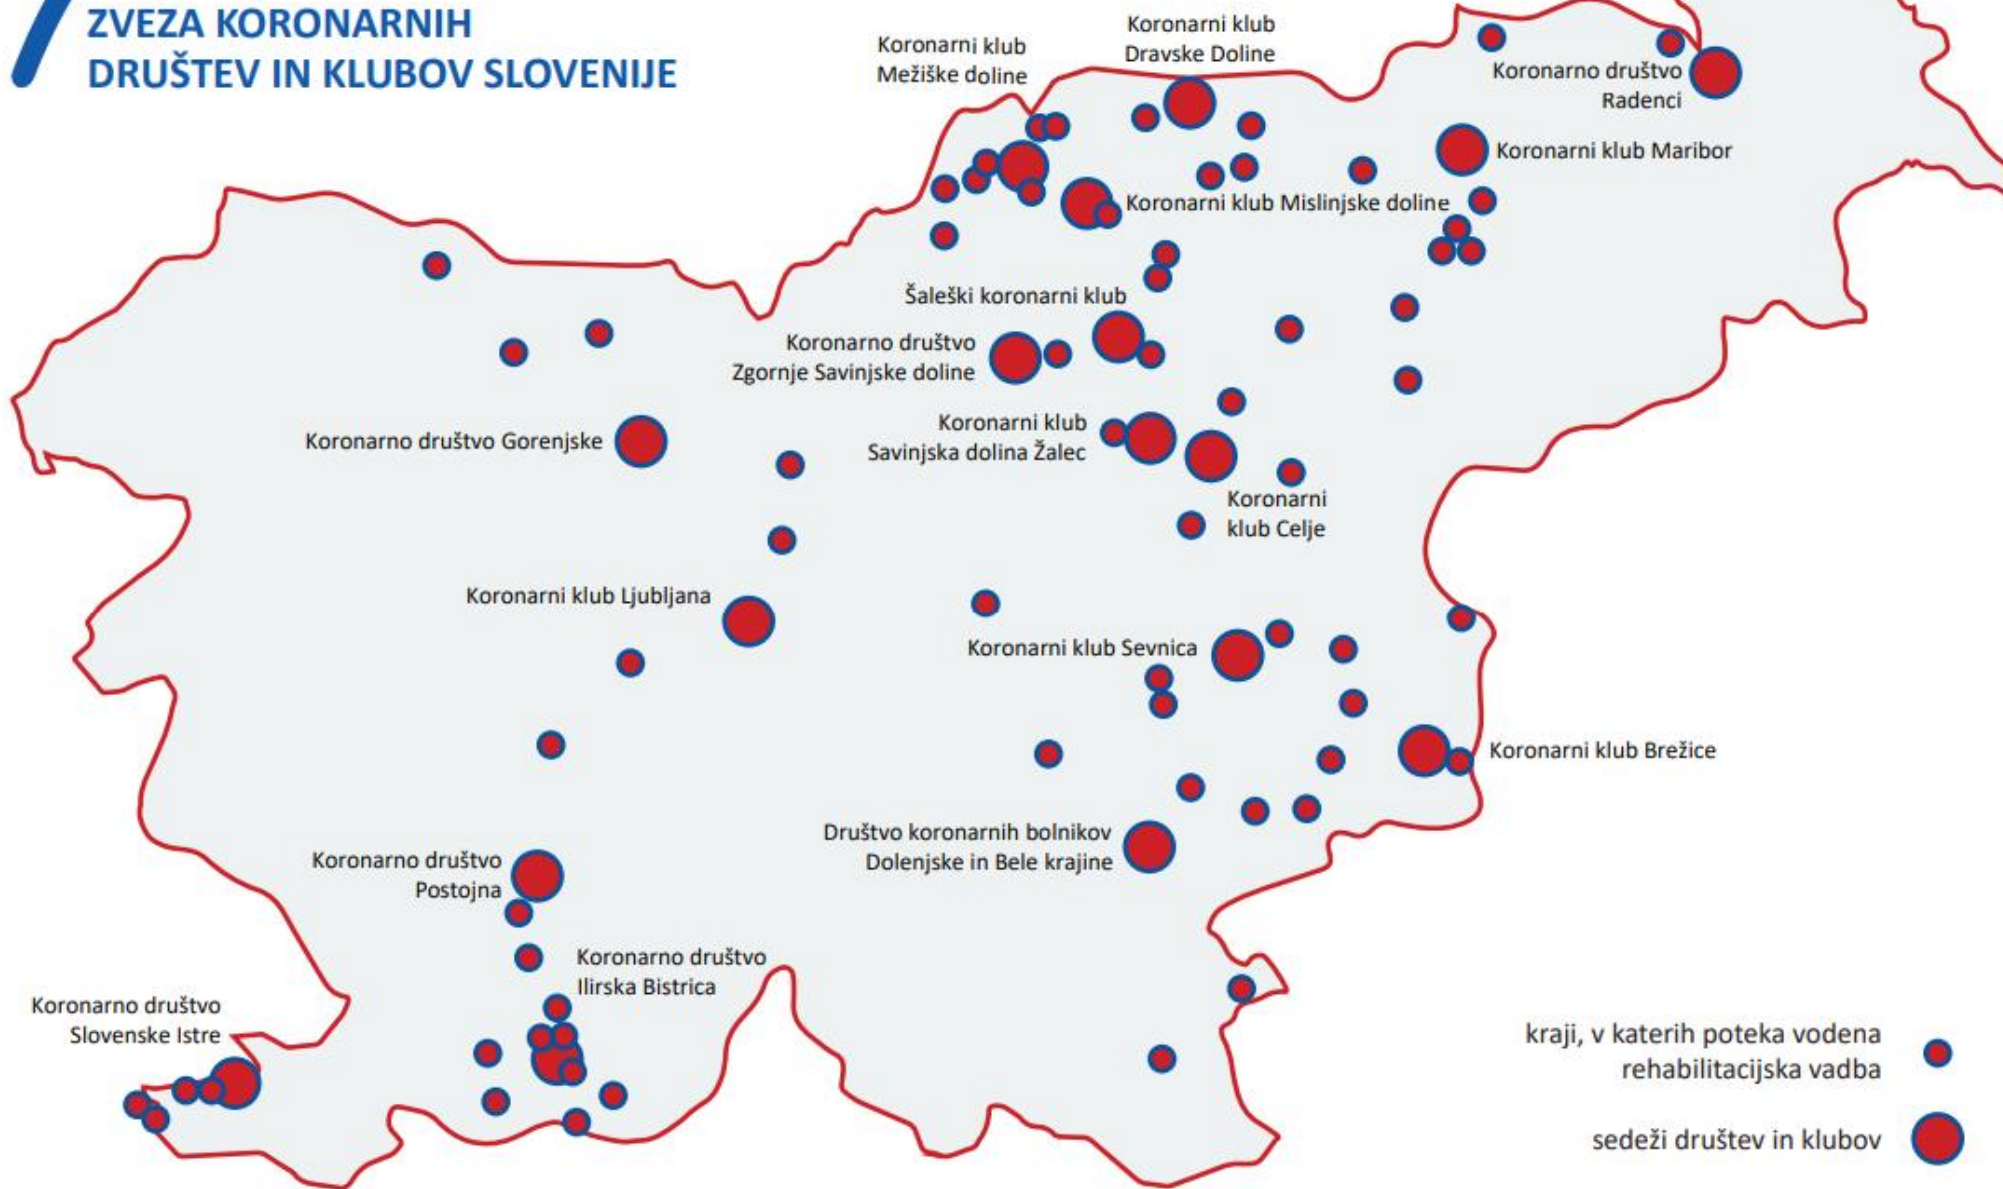 ZVEZA KORONARNIH
DRUŠTEV IN KLUBOV SLOVENIJE
Koronarni klub
Mežiške doline
Koronarni klub
Dravske Doline
Koronarno društvo
Radenci
Koronarni klub Maribor
Koronarni klub Mislinjske doline
Šaleški koronarni klub
Koronarno društvo
Zgornje Savinjske doline
Koronarno društvo Gorenjske
Koronarni klub
Savinjska dolina Žalec
Koronarni
klub Celje
Koronarni klub Ljubljana
Koronarni klub Sevnica
Koronarni klub Brežice
Društvo koronarnih bolnikov
Dolenjske in Bele krajine
Koronarno društvo
Postojna
Koronarno društvo
Ilirska Bistrica
Koronarno društvo
Slovenske Istre
kraji, v katerih poteka vodena
rehabilitacijska vadba
sedeži društev in klubov